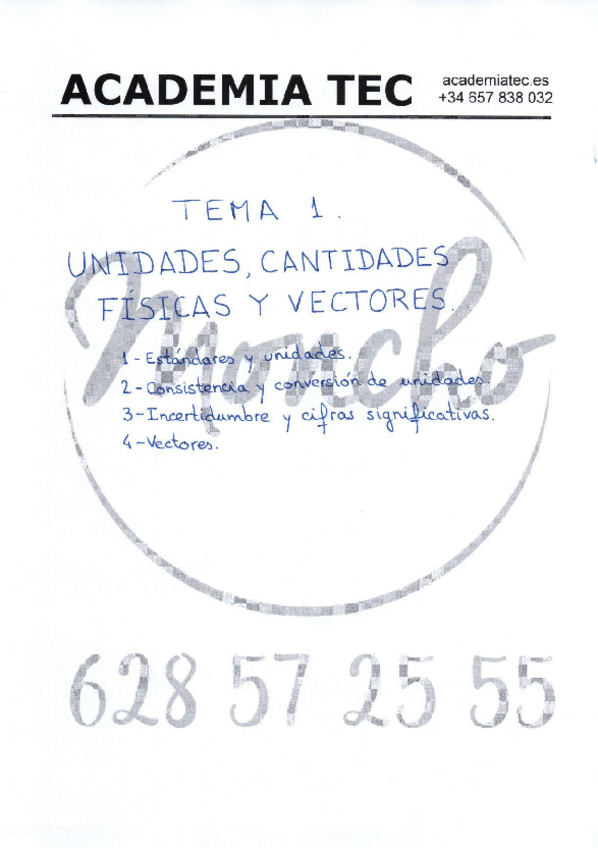 ACADEMIA TEC
academiatec.es
+34 657 838 032
TEMA 1.
UNIDADES, CANTIDADES
FÍSICAS Y VECTORES.
Moncho
1-Estándares y unidades.
2-Consistencia y conversión de unidades.
3-Incertidumbre y cifras significativas.
4-Vectores.
628 57 25 55